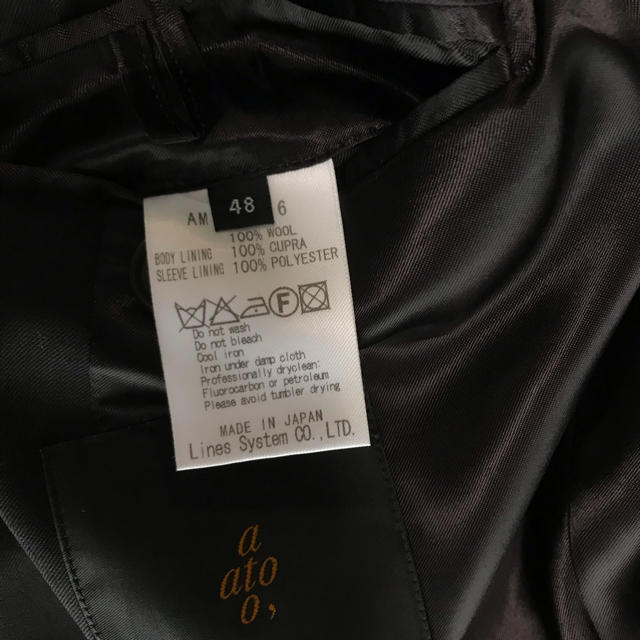 48
AM 6
100% WOOL
BODY LINING 100% CUPRA
SLEEVE LINING 100% POLYESTER
F
Do not wash
Do not bleach
Cool iron
Iron under damp cloth
Professionally dryclean:
Fluorocarbon or petroleum
Please avoid tumbler drying
MADE IN JAPAN
Lines System CO.,LTD.
a
ato
o,